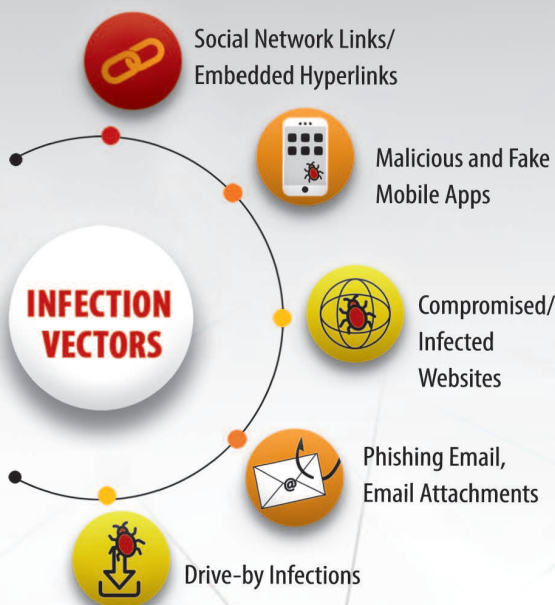 Social Network Links/
Embedded Hyperlinks
Malicious and Fake
Mobile Apps
INFECTION
VECTORS
Compromised/
Infected
Websites
Phishing Email,
Email Attachments
@
Drive-by Infections